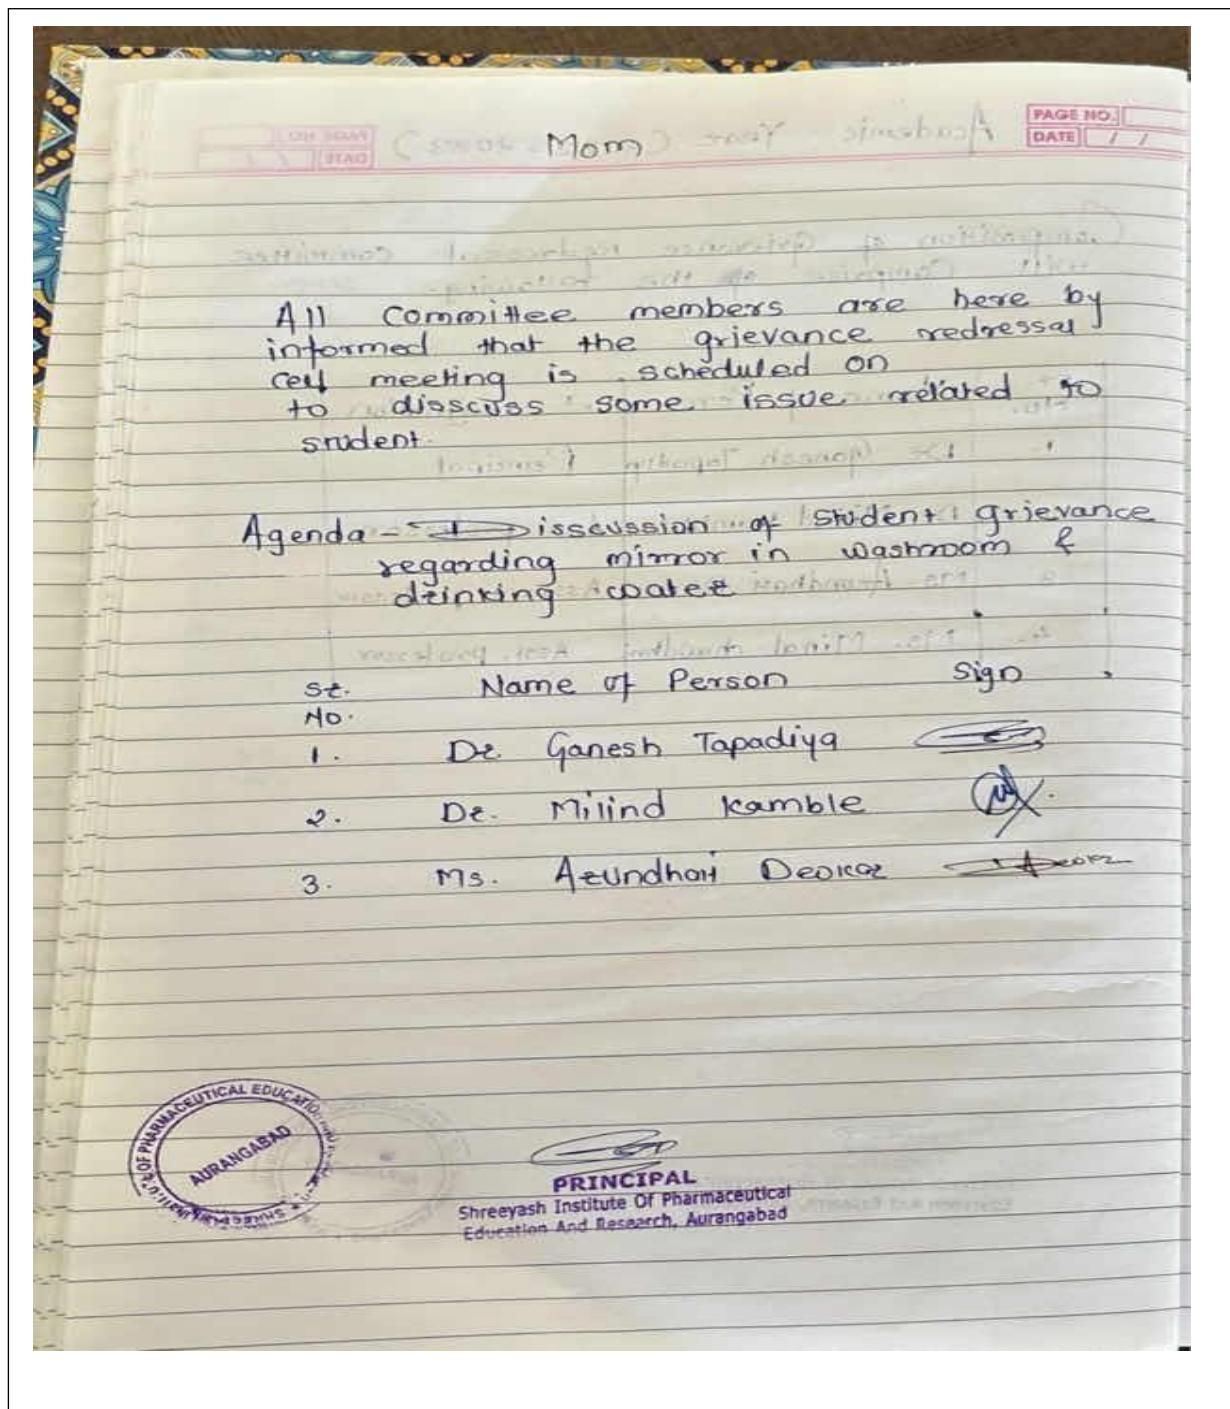 PAGE NO.
DATE / /
Mom
All committee members are here by
informed that the grievance redressal
cell meeting is scheduled on
to disscuss some issue related to
student.
Agenda - Disscussion of student grievance
regarding mirror in washroom &
drinking water
Sr. Name of Person Sign
No.
1. Dr. Ganesh Tapadiya
2. Dr. Milind Kamble
3. Ms. Arundhati Deokar
AURANGABAD
PRINCIPAL
Shreeyash Institute Of Pharmaceutical
Education And Research, Aurangabad